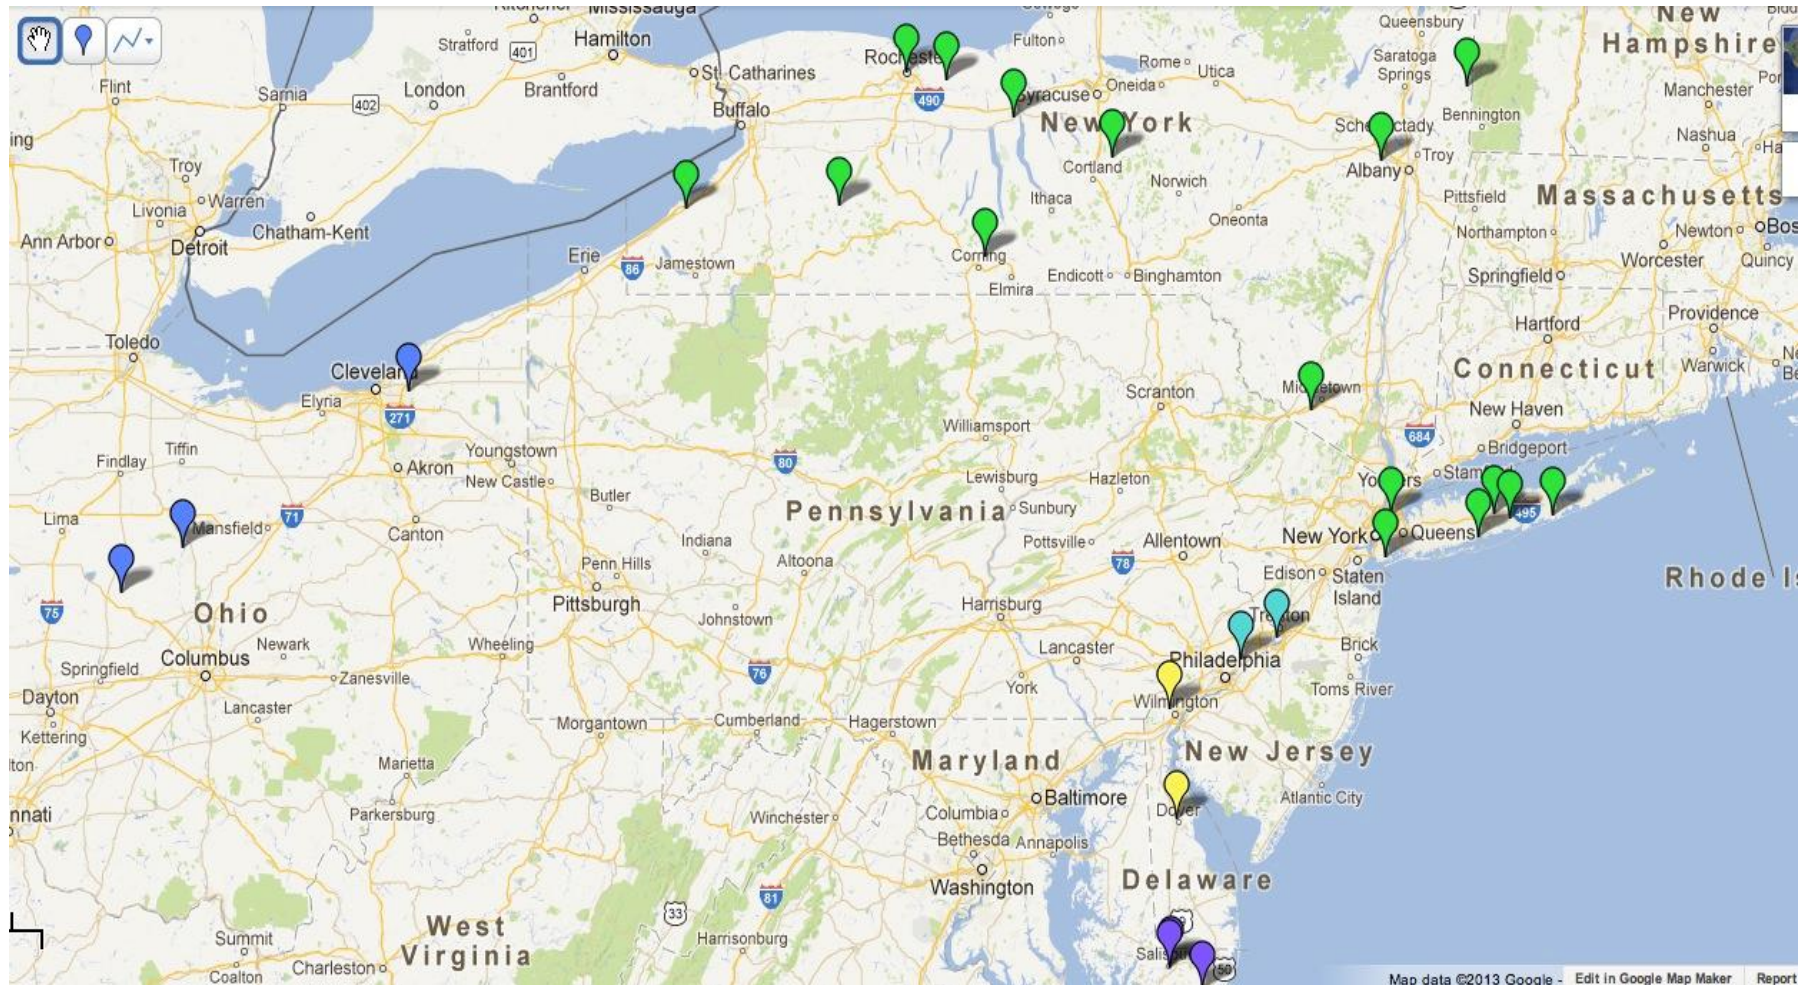 Mississauga
Queensbury
New
Hampshire
Stratford
401
Hamilton
Fulton
Rome
Utica
Saratoga
Springs
Flint
London
Sarnia
402
Brantford
St. Catharines
490
Syracuse
Oneida
Manchester
Buffalo
New York
Bennington
Nashua
Troy
Cortland
Troy
Albany
Norwich
Ithaca
Pittsfield
Massachusetts
Warren
Livonia
Chatham-Kent
Oneonta
Northampton
Newton
Ann Arbor
Detroit
Erie
86
Jamestown
Corning
Endicott
Binghamton
Elmira
Springfield
Worcester
Quincy
Providence
Hartford
Toledo
Warwick
Cleveland
Connecticut
Elyria
271
Scranton
Middletown
New Haven
Williamsport
684
Bridgeport
Tiffin
Findlay
Youngstown
80
Akron
New Castle
Lewisburg
Hazleton
Yonkers
Butler
Pennsylvania
Sunbury
495
Lima
71
Mansfield
Canton
Indiana
Altoona
Pottsville
78
Allentown
New York
Queens
Penn Hills
Edison
Staten
Island
Pittsburgh
Harrisburg
75
Ohio
Johnstown
Trenton
Newark
Wheeling
Lancaster
Brick
Springfield
Columbus
Zanesville
76
Philadelphia
York
Toms River
Dayton
Lancaster
Morgantown
Cumberland
Hagerstown
Wilmington
Kettering
Marietta
Maryland
New Jersey
Baltimore
Atlantic City
Parkersburg
Winchester
Columbia
Dover
Bethesda
Annapolis
Washington
Delaware
81
33
West
Virginia
Summit
Harrisonburg
Charleston
Coalton
50
Map data ©2013 Google -
Edit in Google Map Maker
Report